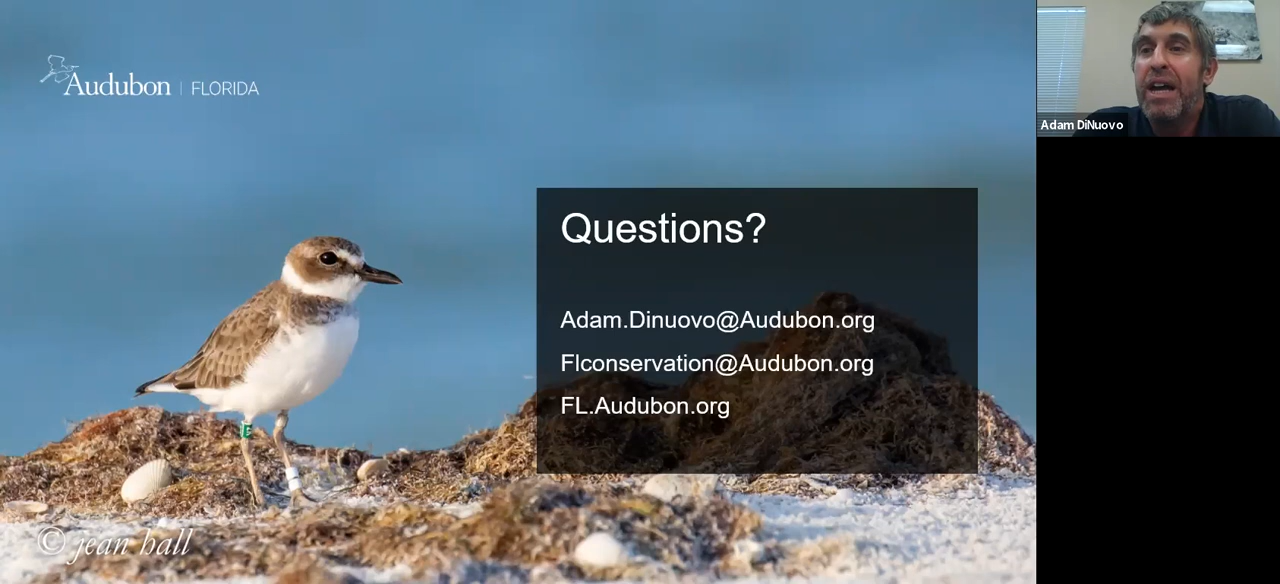 Audubon | FLORIDA
Adam DiNuovo
Questions?
Adam.Dinuovo@Audubon.org
Flconservation@Audubon.org
FL.Audubon.org
© jean hall